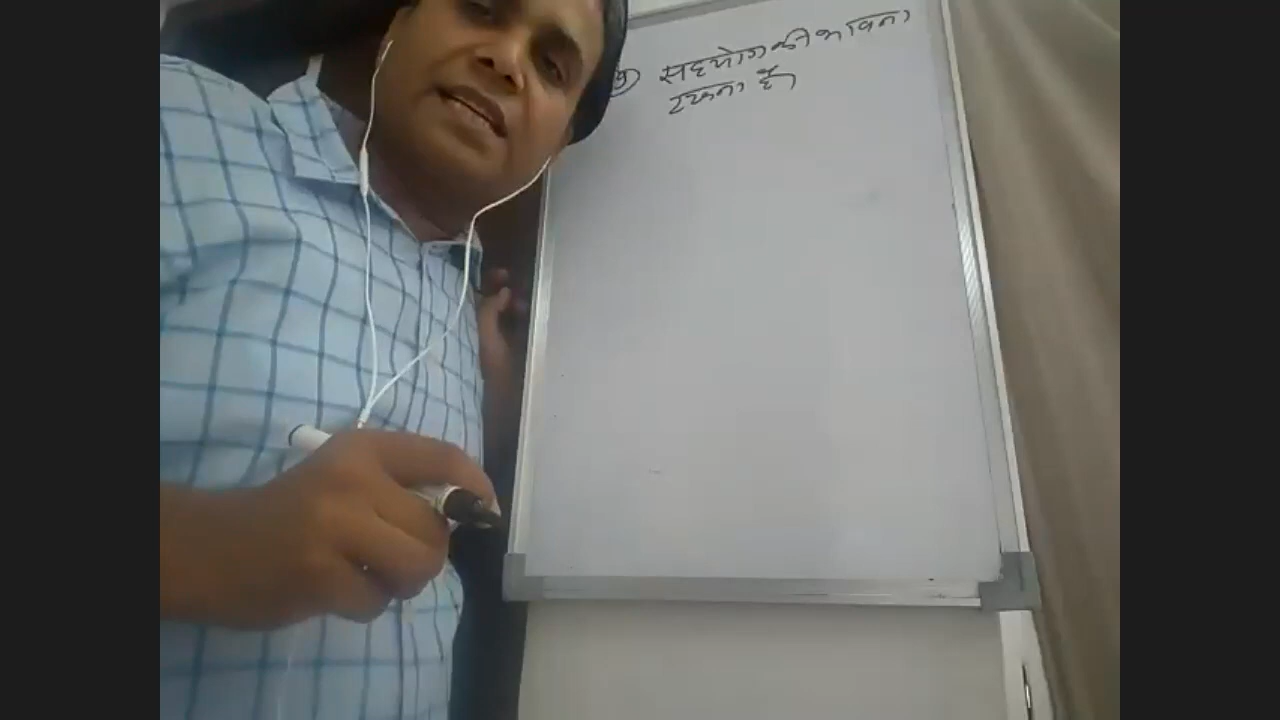 सहयोग की भावना
रखना है।